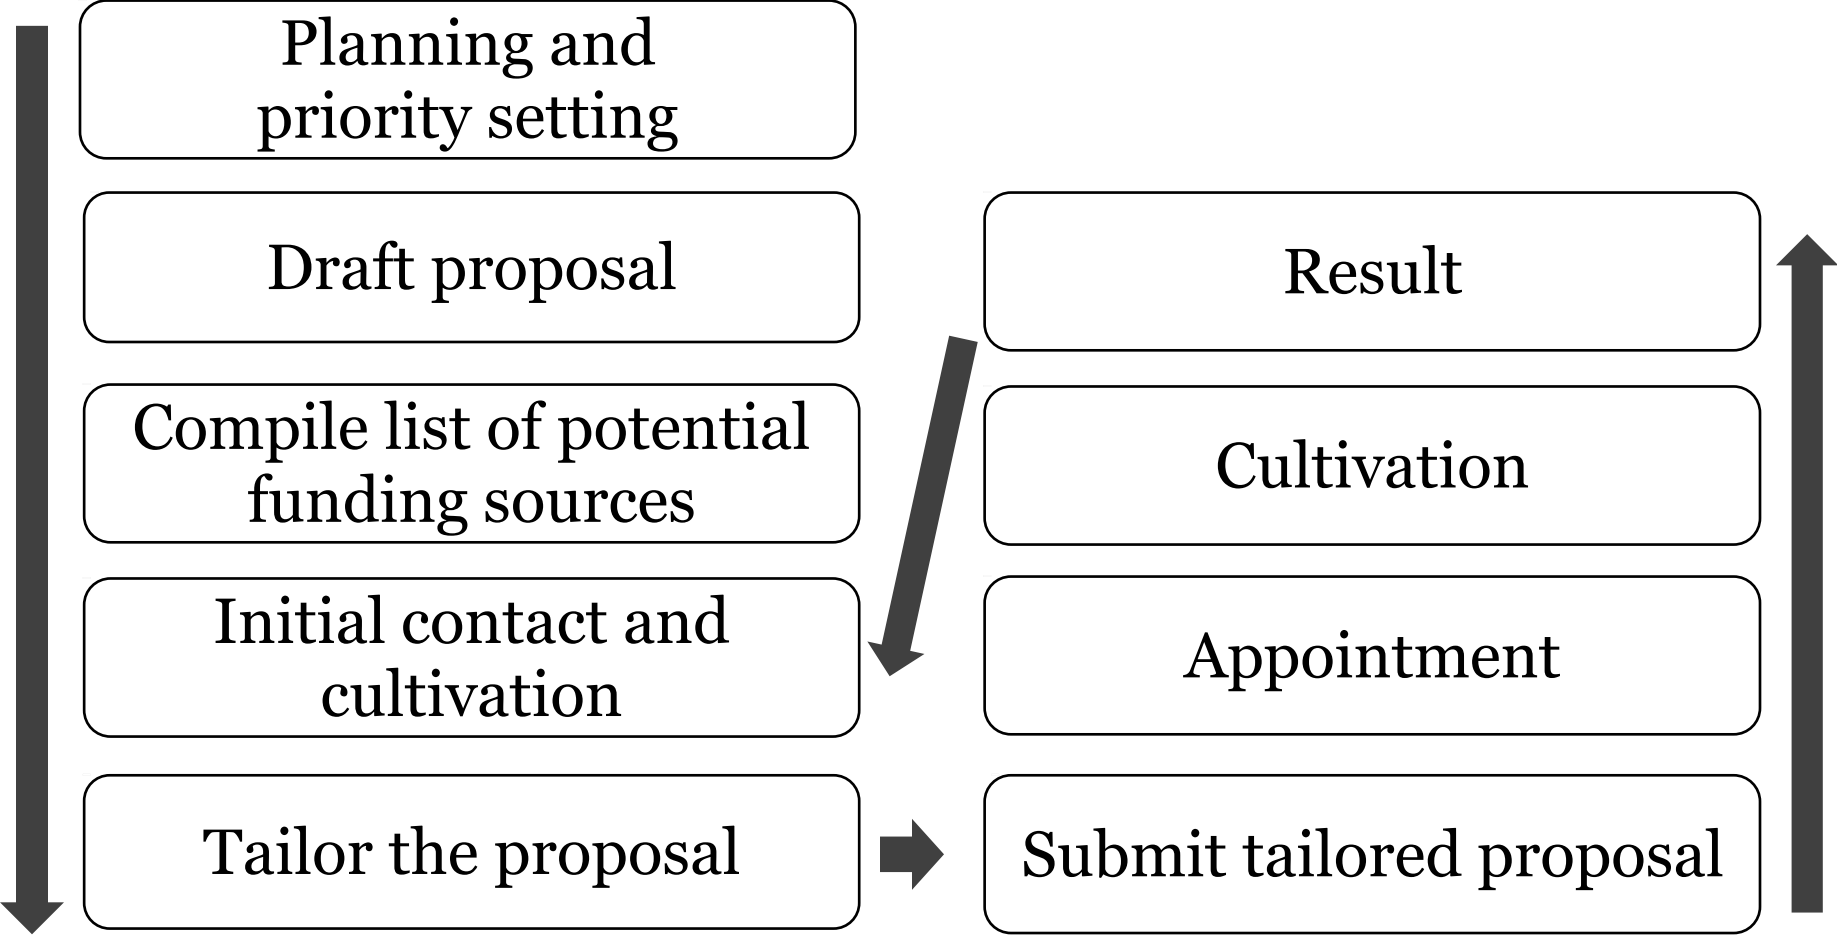 Planning and
priority setting
Draft proposal
Compile list of potential
funding sources
Initial contact and
cultivation
Tailor the proposal
Submit tailored proposal
Appointment
Cultivation
Result